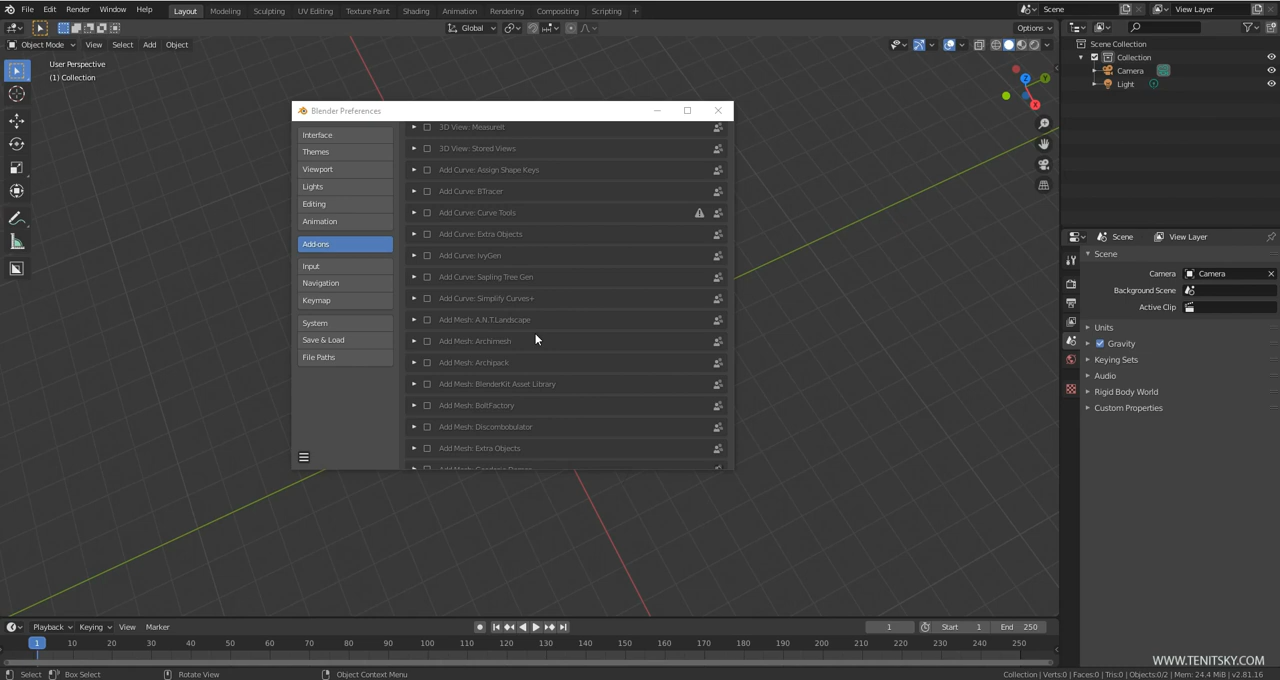 File Edit Render Window Help Layout Modeling Sculpting UV Editing Texture Paint Shading Animation Rendering Compositing Scripting + Scene View Layer
Global Options
Object Mode View Select Add Object
User Perspective
(1) Collection
Scene Collection
Collection
Camera
Light
Y
Z
X
Blender Preferences
Interface
Themes
Viewport
Lights
Editing
Animation
Add-ons
Input
Navigation
Keymap
System
Save & Load
File Paths
3D View: MeasureIt
3D View: Stored Views
Add Curve: Assign Shape Keys
Add Curve: BTracer
Add Curve: Curve Tools
Add Curve: Extra Objects
Add Curve: IvyGen
Add Curve: Sapling Tree Gen
Add Curve: Simplify Curves+
Add Mesh: A.N.T.Landscape
Add Mesh: Archimesh
Add Mesh: Archipack
Add Mesh: BlenderKit Asset Library
Add Mesh: BoltFactory
Add Mesh: Discombobulator
Add Mesh: Extra Objects
Scene View Layer
Scene
Camera Camera
Background Scene
Active Clip
Units
Gravity
Keying Sets
Audio
Rigid Body World
Custom Properties
Playback Keying View Marker 1 Start 1 End 250
1 10 20 30 40 50 60 70 80 90 100 110 120 130 140 150 160 170 180 190 200 210 220 230 240 250
WWW.TENITSKY.COM
Select Box Select Rotate View Object Context Menu Collection | Verts:0 | Faces:0 | Tris:0 | Objects:0/2 | Mem: 24.4 MiB | v2.81.16